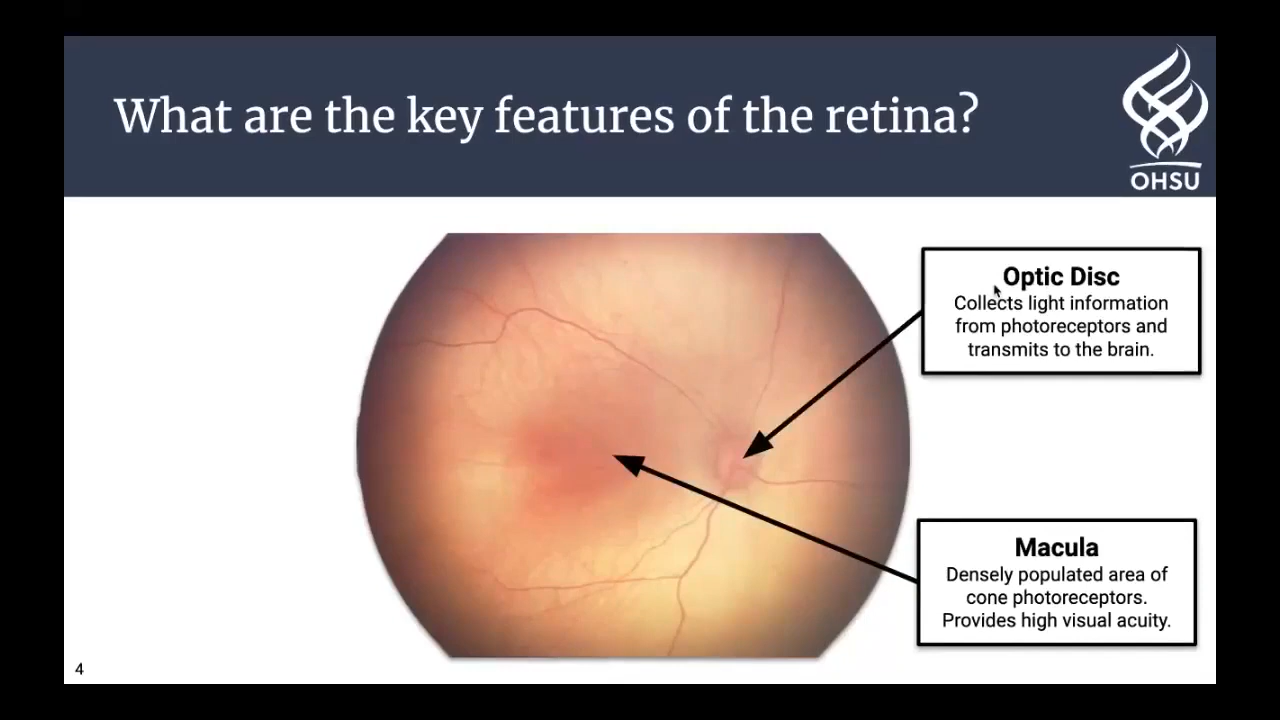 What are the key features of the retina?
OHSU
Optic Disc
Collects light information
from photoreceptors and
transmits to the brain.
Macula
Densely populated area of
cone photoreceptors.
Provides high visual acuity.
4